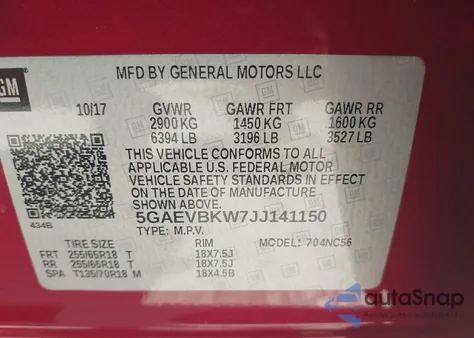 GM
MFD BY GENERAL MOTORS LLC
10/17 GVWR GAWR FRT GAWR RR
2900 KG 1450 KG 1600 KG
6394 LB 3196 LB 3527 LB
THIS VEHICLE CONFORMS TO ALL
APPLICABLE U.S. FEDERAL MOTOR
VEHICLE SAFETY STANDARDS IN EFFECT
ON THE DATE OF MANUFACTURE
SHOWN ABOVE.
434B
5GAEVBKW7JJ141150
TYPE: M.P.V. MODEL: 704NC56
TIRE SIZE RIM
FRT 255/65R18 T 18X7.5J
RR 255/65R18 T 18X7.5J
SPA T135/70R18 M 18X4.5B
autoSnap